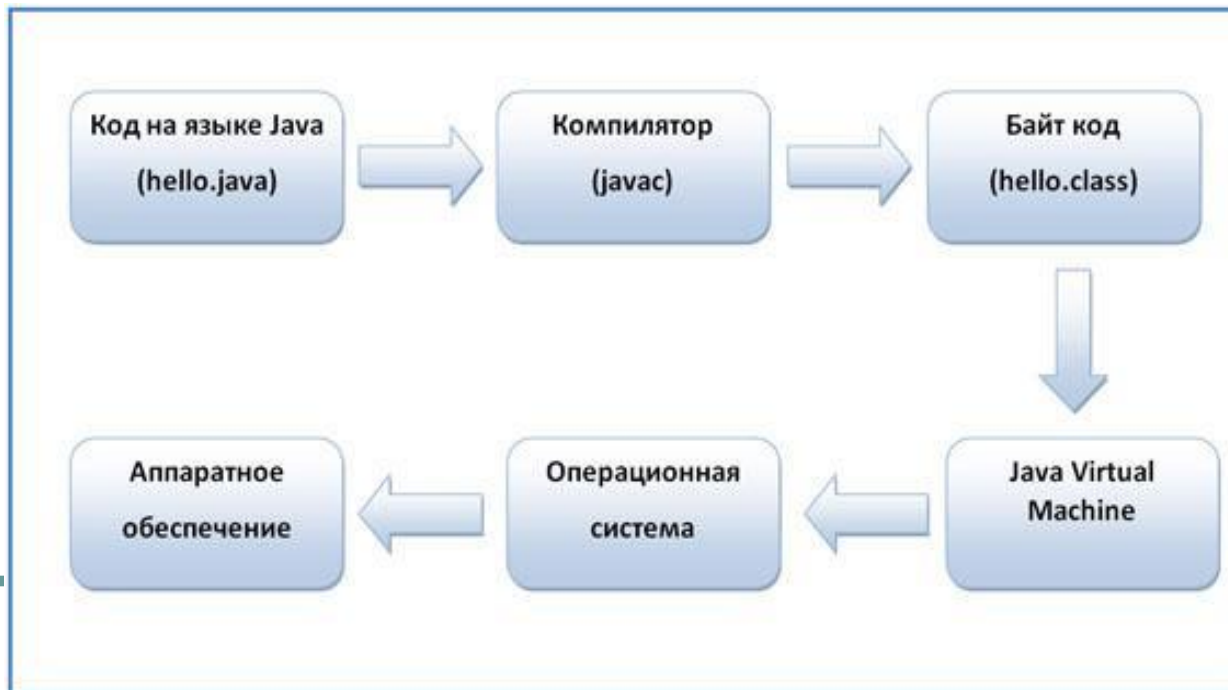 Код на языке Java
(hello.java)
Компилятор
(javac)
Байт код
(hello.class)
Аппаратное
обеспечение
Операционная
система
Java Virtual
Machine